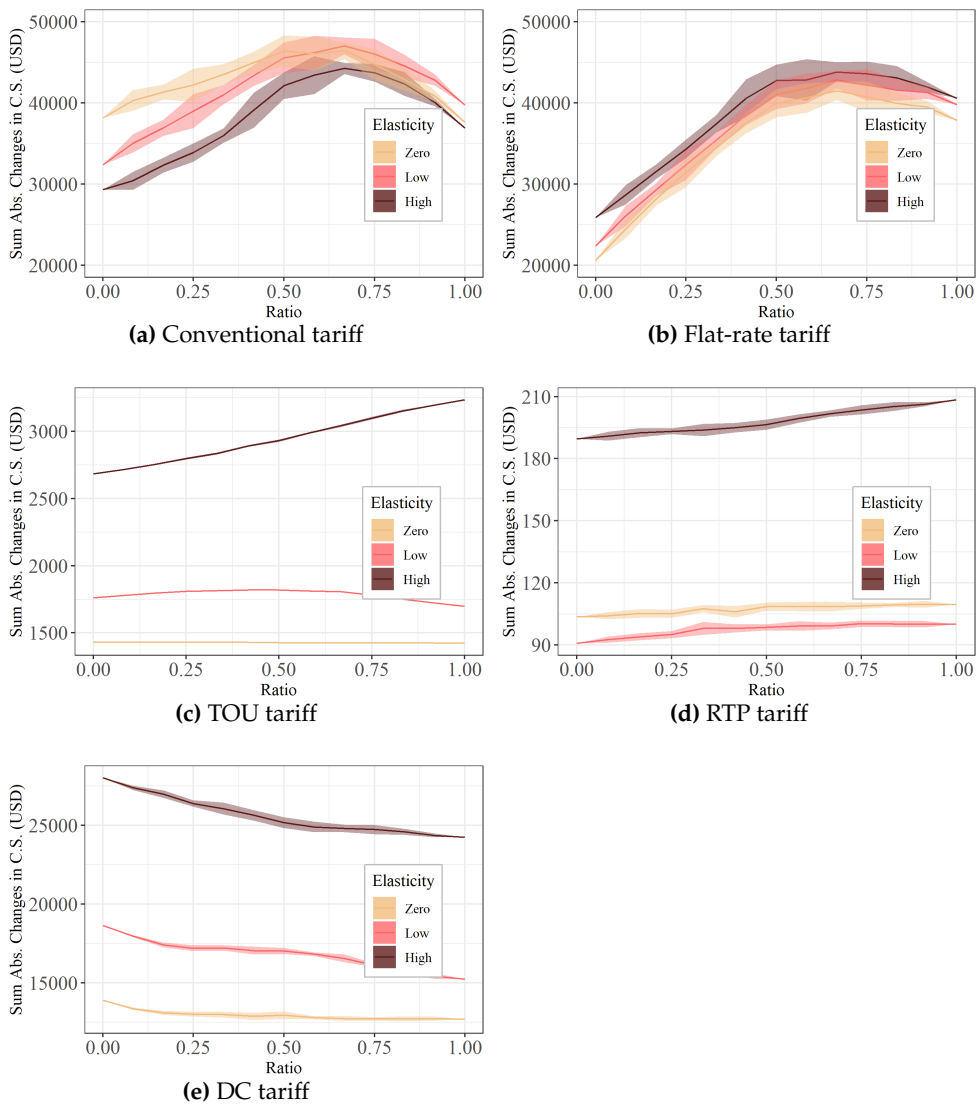 Sum Abs. Changes in C.S. (USD)
50000
40000
30000
20000
Elasticity
Zero
Low
High
0.00 0.25 0.50 0.75 1.00
Ratio
(a) Conventional tariff
Sum Abs. Changes in C.S. (USD)
50000
40000
30000
20000
Elasticity
Zero
Low
High
0.00 0.25 0.50 0.75 1.00
Ratio
(b) Flat-rate tariff
Sum Abs. Changes in C.S. (USD)
3000
2500
2000
1500
Elasticity
Zero
Low
High
0.00 0.25 0.50 0.75 1.00
Ratio
(c) TOU tariff
Sum Abs. Changes in C.S. (USD)
210
180
150
120
90
Elasticity
Zero
Low
High
0.00 0.25 0.50 0.75 1.00
Ratio
(d) RTP tariff
Sum Abs. Changes in C.S. (USD)
25000
20000
15000
Elasticity
Zero
Low
High
0.00 0.25 0.50 0.75 1.00
Ratio
(e) DC tariff